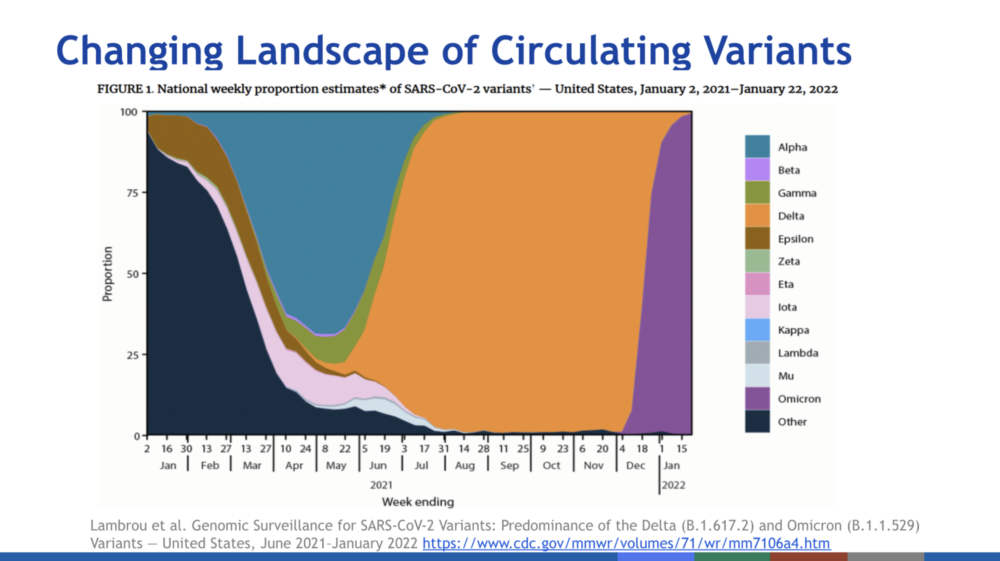 Changing Landscape of Circulating Variants
FIGURE 1. National weekly proportion estimates* of SARS-CoV-2 variants† — United States, January 2, 2021–January 22, 2022
100
75
50
25
0
Proportion
2 16 30 13 27 13 27 10 24 8 22 5 19 3 17 31 14 28 11 25 9 23 6 20 4 18 1 15
Jan Feb Mar Apr May Jun Jul Aug Sep Oct Nov Dec Jan
2021 2022
Week ending
Alpha
Beta
Gamma
Delta
Epsilon
Zeta
Eta
Iota
Kappa
Lambda
Mu
Omicron
Other
Lambrou et al. Genomic Surveillance for SARS-CoV-2 Variants: Predominance of the Delta (B.1.617.2) and Omicron (B.1.1.529)
Variants — United States, June 2021–January 2022 https://www.cdc.gov/mmwr/volumes/71/wr/mm7106a4.htm